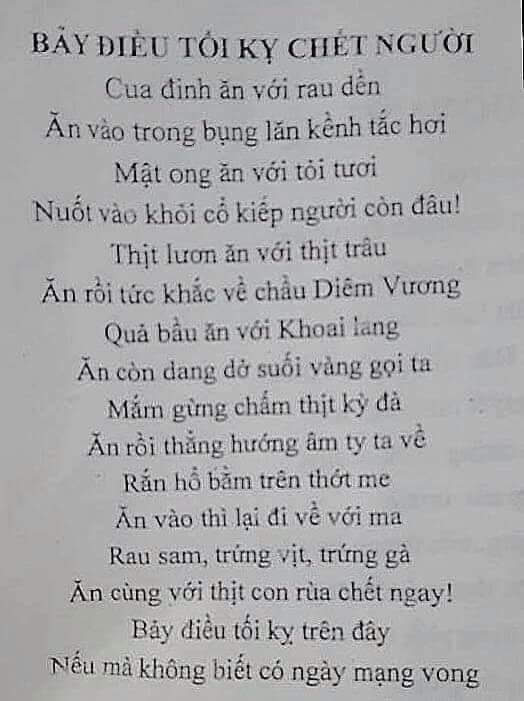 BẢY ĐIỀU TỐI KỴ CHẾT NGƯỜI
Cua đinh ăn với rau dền
Ăn vào trong bụng lăn kềnh tắc hơi
Mật ong ăn với tỏi tươi
Nuốt vào khỏi cổ kiếp người còn đâu!
Thịt lươn ăn với thịt trâu
Ăn rồi tức khắc về chầu Diêm Vương
Quả bầu ăn với Khoai lang
Ăn còn dang dở suối vàng gọi ta
Mắm gừng chấm thịt kỳ đà
Ăn rồi thẳng hướng âm ty ta về
Rắn hổ bằm trên thớt me
Ăn vào thì lại đi về với ma
Rau sam, trứng vịt, trứng gà
Ăn cùng với thịt con rùa chết ngay!
Bảy điều tối kỵ trên đây
Nếu mà không biết có ngày mạng vong